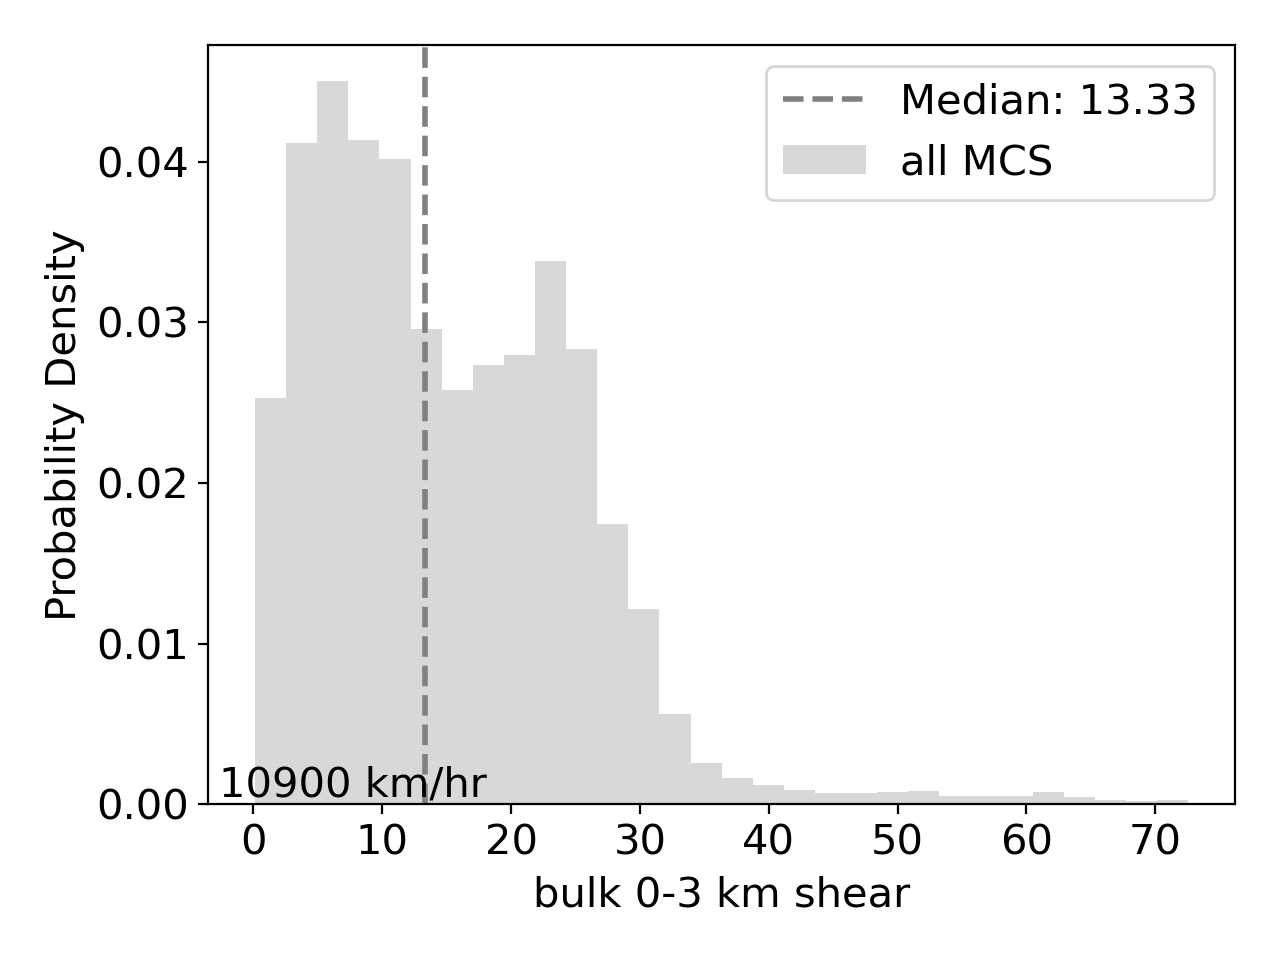 Median: 13.33
all MCS
Probability Density
0.04
0.03
0.02
0.01
0.00
10900 km/hr
0 10 20 30 40 50 60 70
bulk 0-3 km shear